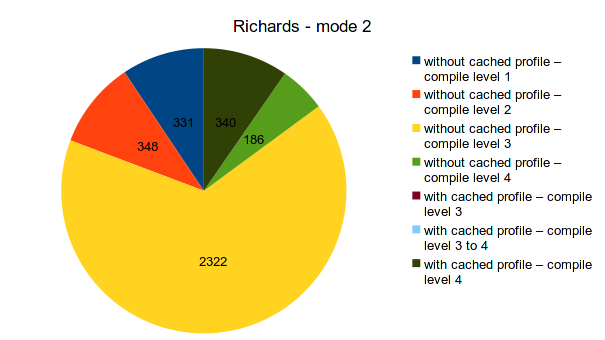 Richards - mode 2
331
340
348
186
2322
without cached profile –
compile level 1
without cached profile –
compile level 2
without cached profile –
compile level 3
without cached profile –
compile level 4
with cached profile – compile
level 3
with cached profile – compile
level 3 to 4
with cached profile – compile
level 4